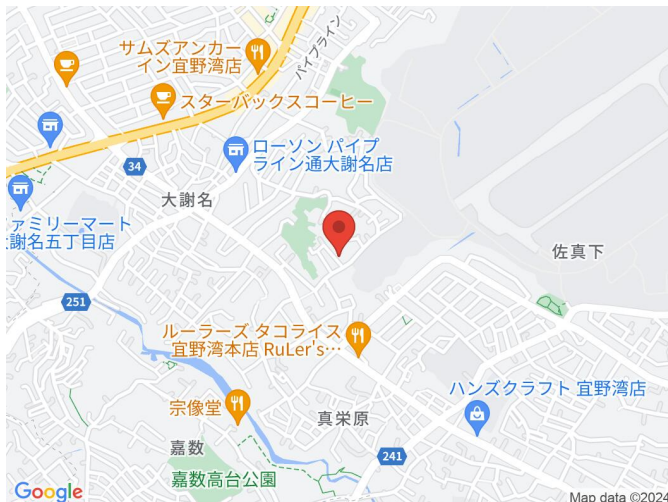 サムズアンカー
イン宜野湾店
パイプライン
スターバックスコーヒー
ローソン パイプ
ライン通大謝名店
34
大謝名
ファミリーマート
大謝名五丁目店
佐真下
251
ルーラーズ タコライス
宜野湾本店 RuLer's…
ハンズクラフト 宜野湾店
宗像堂
真栄原
嘉数
241
嘉数高台公園
Google
Map data ©2024